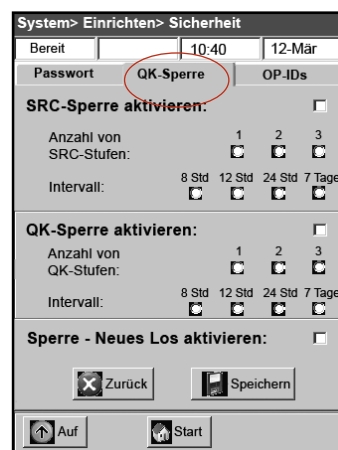 System> Einrichten> Sicherheit
Bereit 10:40 12-Mär
Passwort QK-Sperre OP-IDs
SRC-Sperre aktivieren:
Anzahl von 1 2 3
SRC-Stufen:
8 Std 12 Std 24 Std 7 Tage
Intervall:
QK-Sperre aktivieren:
Anzahl von 1 2 3
QK-Stufen:
8 Std 12 Std 24 Std 7 Tage
Intervall:
Sperre - Neues Los aktivieren:
Zurück Speichern
Auf Start